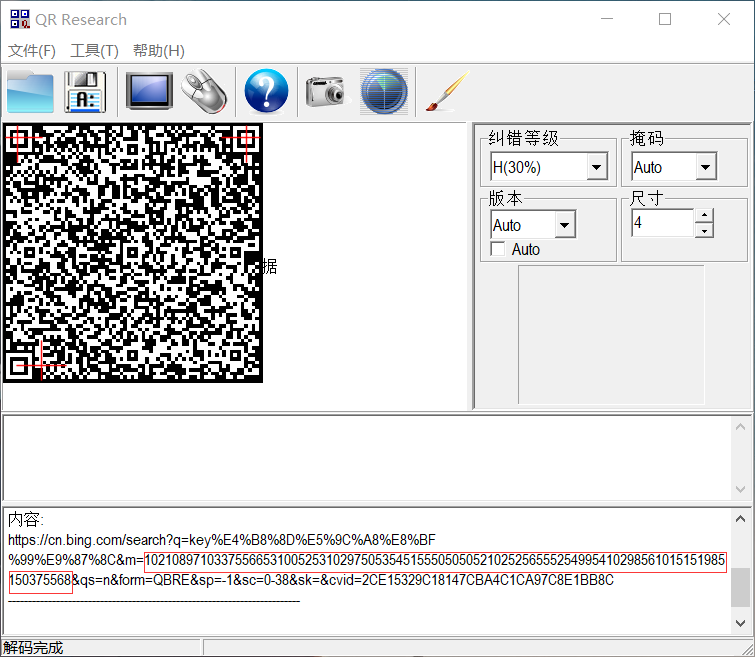 QR Research
文件(F) 工具(T) 帮助(H)
纠错等级
掩码
H(30%)
Auto
版本
尺寸
Auto
4
Auto
据
内容:
https://cn.bing.com/search?q=key%E4%B8%8D%E5%9C%A8%E8%BF
%99%E9%87%8C&m=10210897103375566531005253102975053545155505050521025256555254995410298561015151985
150375568&qs=n&form=QBRE&sp=-1&sc=0-38&sk=&cvid=2CE15329C18147CBA4C1CA97C8E1BB8C
------------------------------------------------------------------------
解码完成